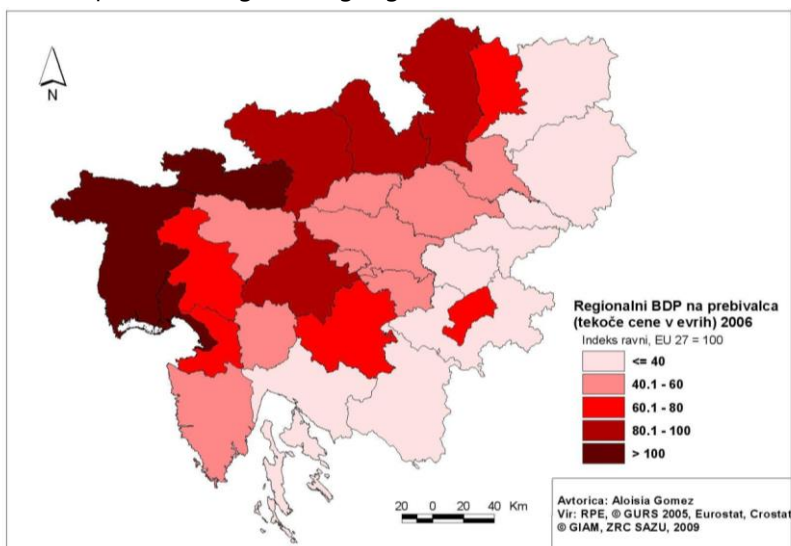 N
Regionalni BDP na prebivalca
(tekoče cene v evrih) 2006
Indeks ravni, EU 27 = 100
<= 40
40.1 - 60
60.1 - 80
80.1 - 100
> 100
20 0 20 40 Km
Avtorica: Aloisia Gomez
Vir: RPE, © GURS 2005, Eurostat, Crostat
© GIAM, ZRC SAZU, 2009